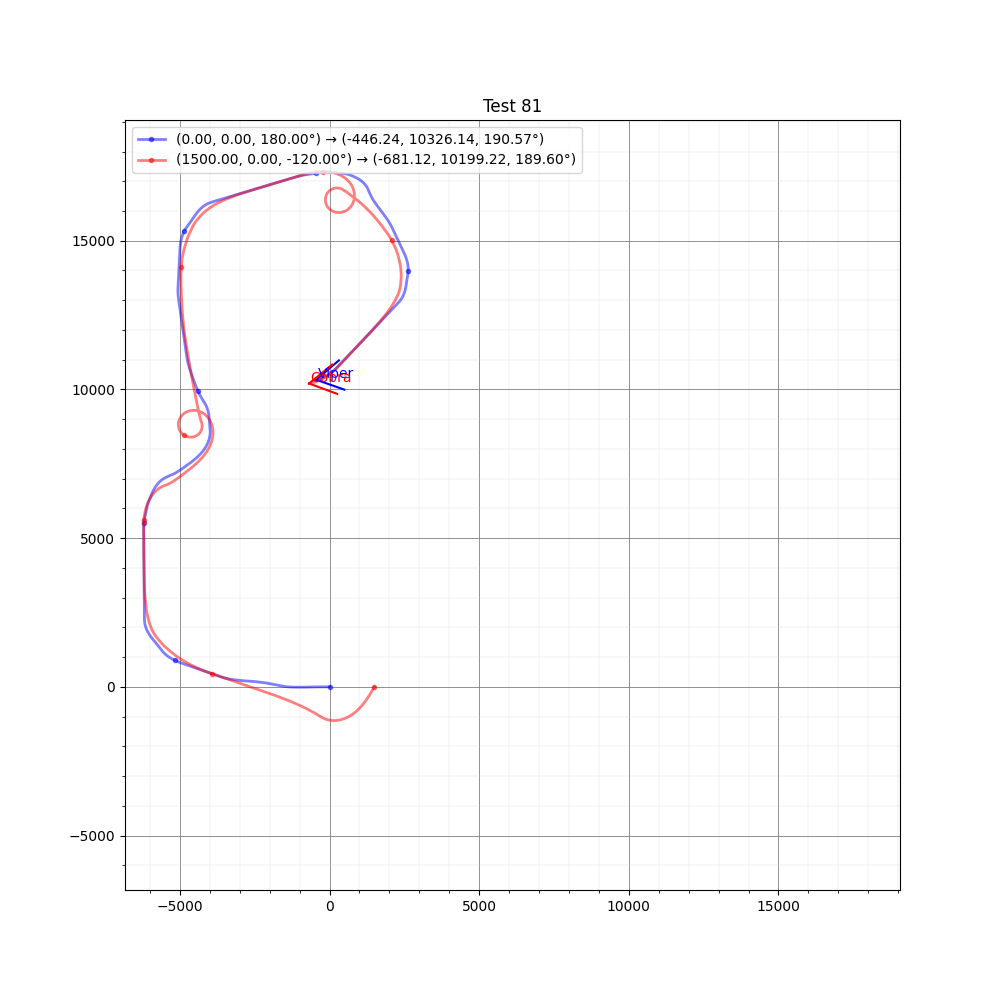 Test 81
(0.00, 0.00, 180.00°) → (-446.24, 10326.14, 190.57°)
(1500.00, 0.00, -120.00°) → (-681.12, 10199.22, 189.60°)
15000
10000
5000
0
−5000
Viper
Cobra
−5000 0 5000 10000 15000